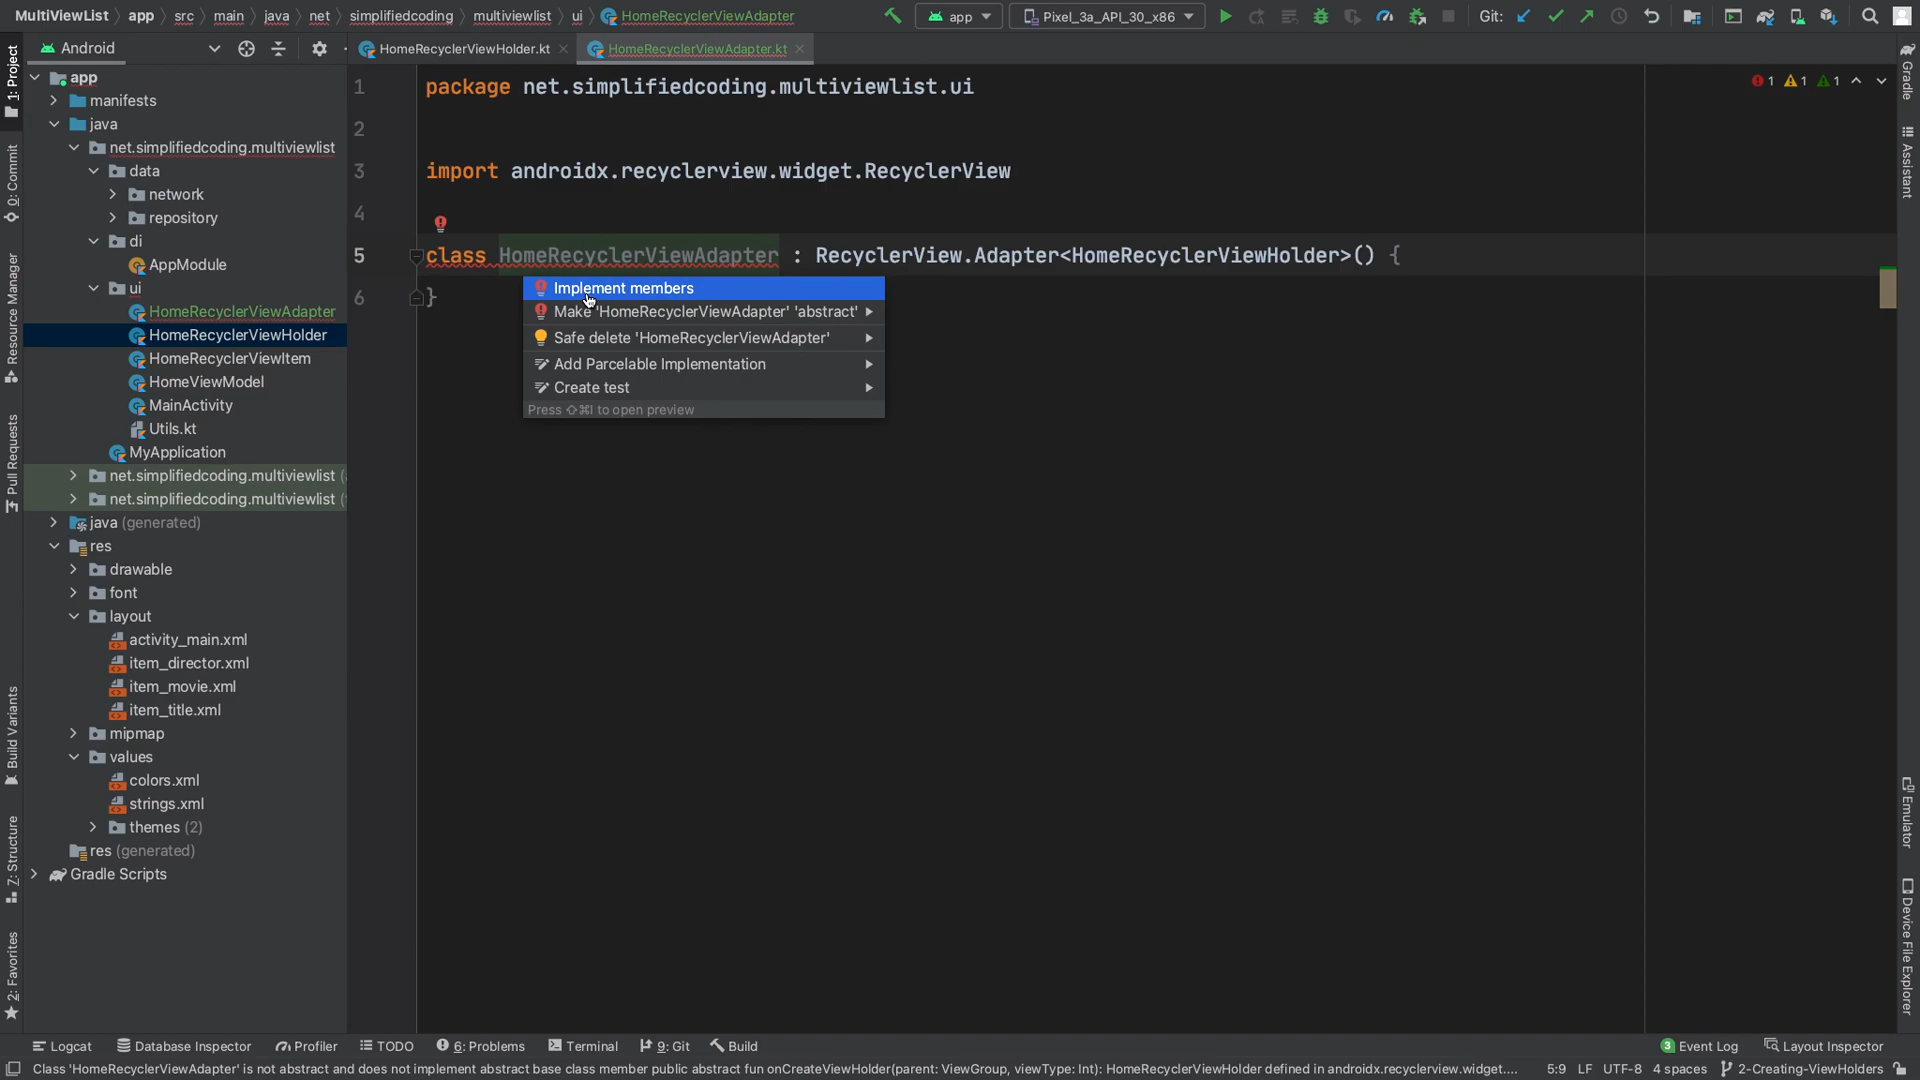 MultiViewList app src main java net simplifiedcoding multiviewlist ui HomeRecyclerViewAdapter app Pixel_3a_API_30_x86 Git:
Android HomeRecyclerViewHolder.kt HomeRecyclerViewAdapter.kt
1: Project
0: Commit
Resource Manager
Pull Requests
Build Variants
7: Structure
2: Favorites
app
manifests
java
net.simplifiedcoding.multiviewlist
data
network
repository
di
AppModule
ui
HomeRecyclerViewAdapter
HomeRecyclerViewHolder
HomeRecyclerViewItem
HomeViewModel
MainActivity
Utils.kt
MyApplication
net.simplifiedcoding.multiviewlist (
net.simplifiedcoding.multiviewlist (
java (generated)
res
drawable
font
layout
activity_main.xml
item_director.xml
item_movie.xml
item_title.xml
mipmap
values
colors.xml
strings.xml
themes (2)
res (generated)
Gradle Scripts
1 package net.simplifiedcoding.multiviewlist.ui
2
3 import androidx.recyclerview.widget.RecyclerView
4
5 class HomeRecyclerViewAdapter : RecyclerView.Adapter<HomeRecyclerViewHolder>() {
6 }
1 1 1
Implement members
Make 'HomeRecyclerViewAdapter' 'abstract'
Safe delete 'HomeRecyclerViewAdapter'
Add Parcelable Implementation
Create test
Press ⇧⌘I to open preview
Gradle
Assistant
Emulator
Device File Explorer
Logcat Database Inspector Profiler TODO 6: Problems Terminal 9: Git Build 3 Event Log Layout Inspector
Class 'HomeRecyclerViewAdapter' is not abstract and does not implement abstract base class member public abstract fun onCreateViewHolder(parent: ViewGroup, viewType: Int): HomeRecyclerViewHolder defined in androidx.recyclerview.widget.... 5:9 LF UTF-8 4 spaces 2-Creating-ViewHolders